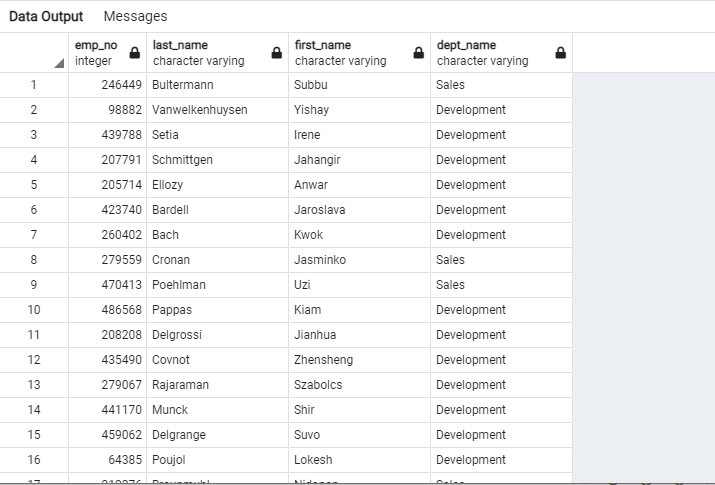 Data Output Messages
emp_no last_name first_name dept_name
integer character varying character varying character varying
1 246449 Bultermann Subbu Sales
2 98882 Vanwelkenhuysen Yishay Development
3 439788 Setia Irene Development
4 207791 Schmittgen Jahangir Development
5 205714 Ellozy Anwar Development
6 423740 Bardell Jaroslava Development
7 260402 Bach Kwok Development
8 279559 Cronan Jasminko Sales
9 470413 Poehlman Uzi Sales
10 486568 Pappas Kiam Development
11 208208 Delgrossi Jianhua Development
12 435490 Covnot Zhensheng Development
13 279067 Rajaraman Szabolcs Development
14 441170 Munck Shir Development
15 459062 Delgrange Suvo Development
16 64385 Poujol Lokesh Development
17 Sales